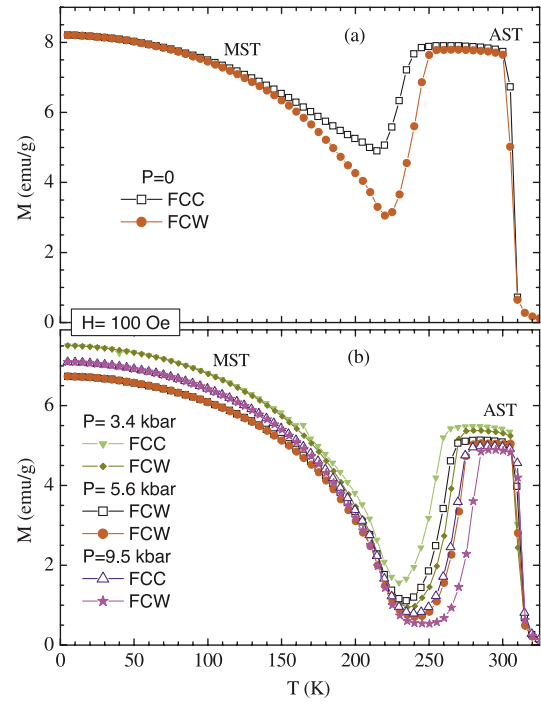 (a)
AST
MST
8
6
4
2
0
M (emu/g)
P=0
FCC
FCW
H= 100 Oe
MST
(b)
AST
6
4
2
0
M (emu/g)
P= 3.4 kbar
FCC
FCW
P= 5.6 kbar
FCW
FCW
P=9.5 kbar
FCC
FCW
0 50 100 150 200 250 300
T (K)